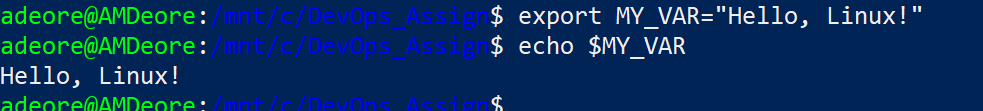 adeore@AMDeore:/mnt/c/DevOps_Assign$ export MY_VAR="Hello, Linux!"
adeore@AMDeore:/mnt/c/DevOps_Assign$ echo $MY_VAR
Hello, Linux!
adeore@AMDeore:/mnt/c/DevOps_Assign$